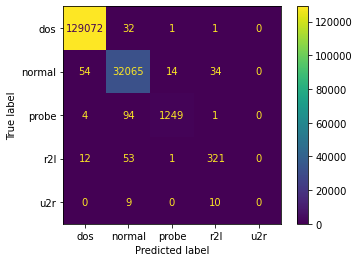 dos 129072 32 1 1 0
normal 54 32065 14 34 0
probe 4 94 1249 1 0
r2l 12 53 1 321 0
u2r 0 9 0 10 0
dos normal probe r2l u2r
Predicted label
True label
120000
100000
80000
60000
40000
20000
0